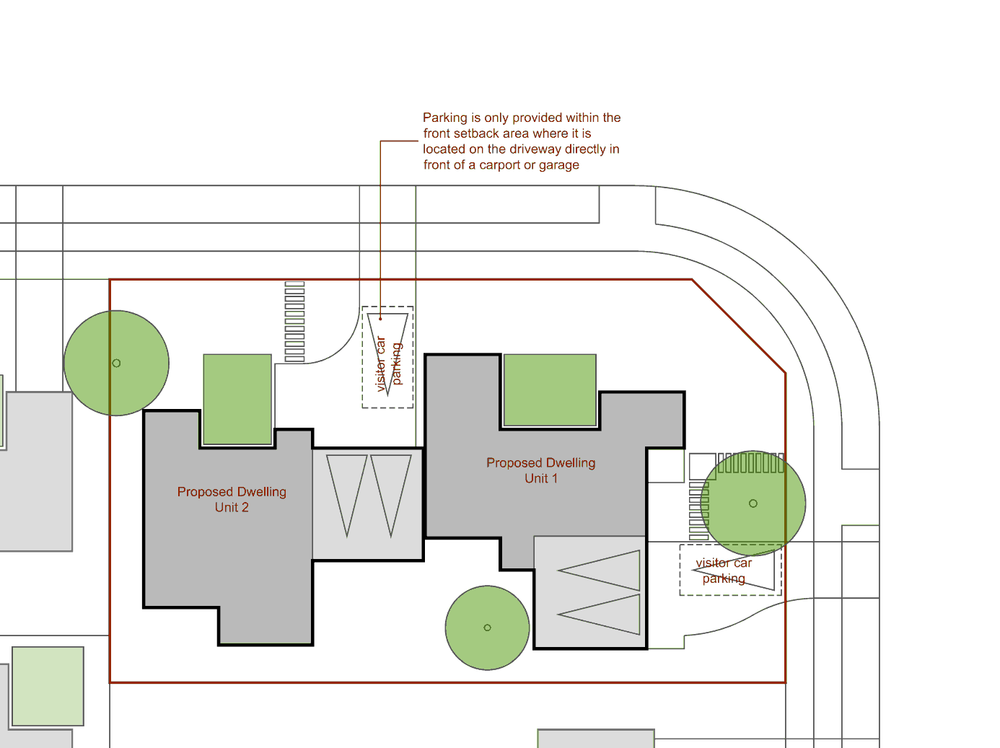 Parking is only provided within the
front setback area where it is
located on the driveway directly in
front of a carport or garage
visitor car
parking
Proposed Dwelling
Unit 1
Proposed Dwelling
Unit 2
visitor car
parking